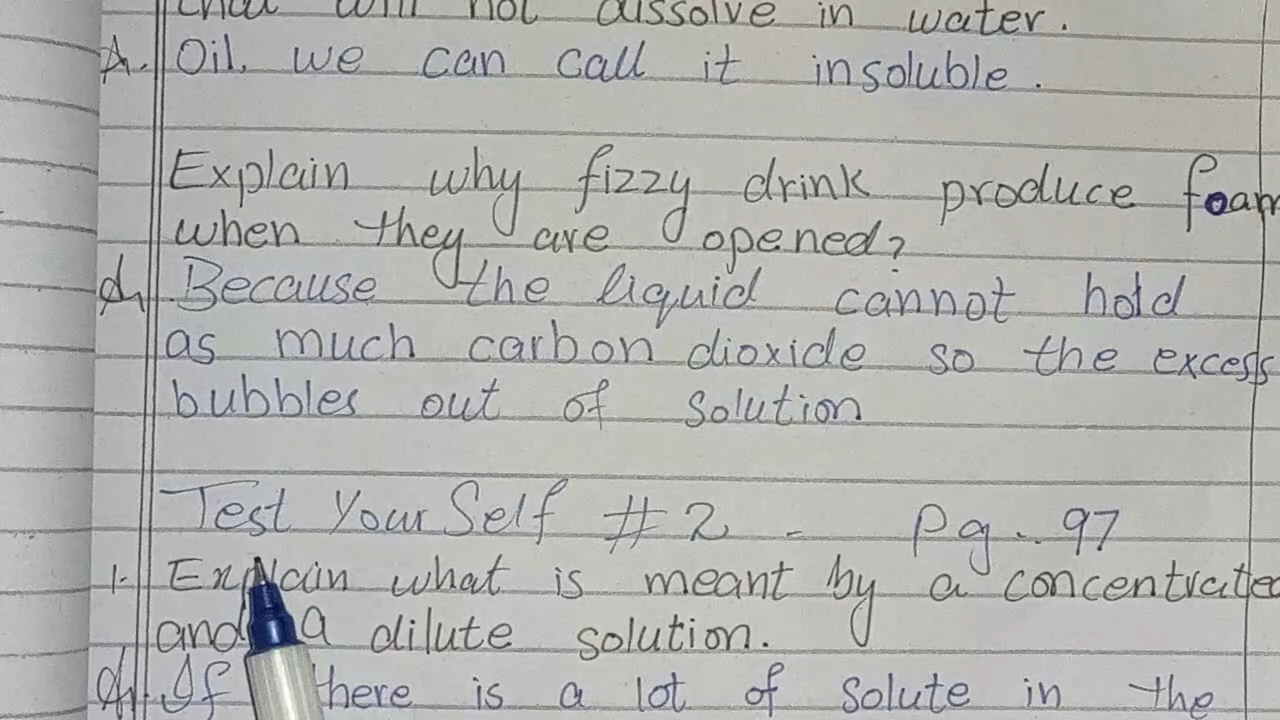 that will not dissolve in water.
A. Oil, we can call it insoluble.
Explain why fizzy drink produce foam
when they are opened?
A. Because the liquid cannot hold
as much carbon dioxide so the excess
bubbles out of solution
Test Your Self #2 - Pg. 97
1- Explain what is meant by a concentrated
and a dilute solution.
A. If there is a lot of solute in the